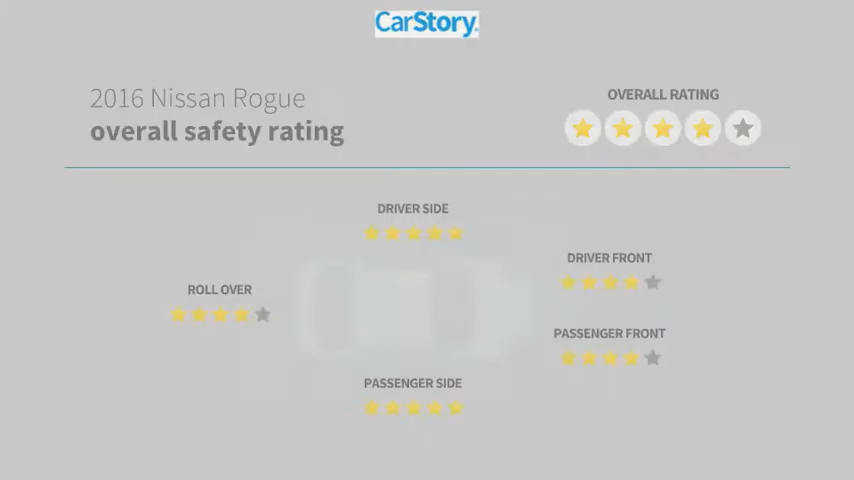 CarStory.
2016 Nissan Rogue
overall safety rating
OVERALL RATING
DRIVER SIDE
DRIVER FRONT
ROLL OVER
PASSENGER FRONT
PASSENGER SIDE